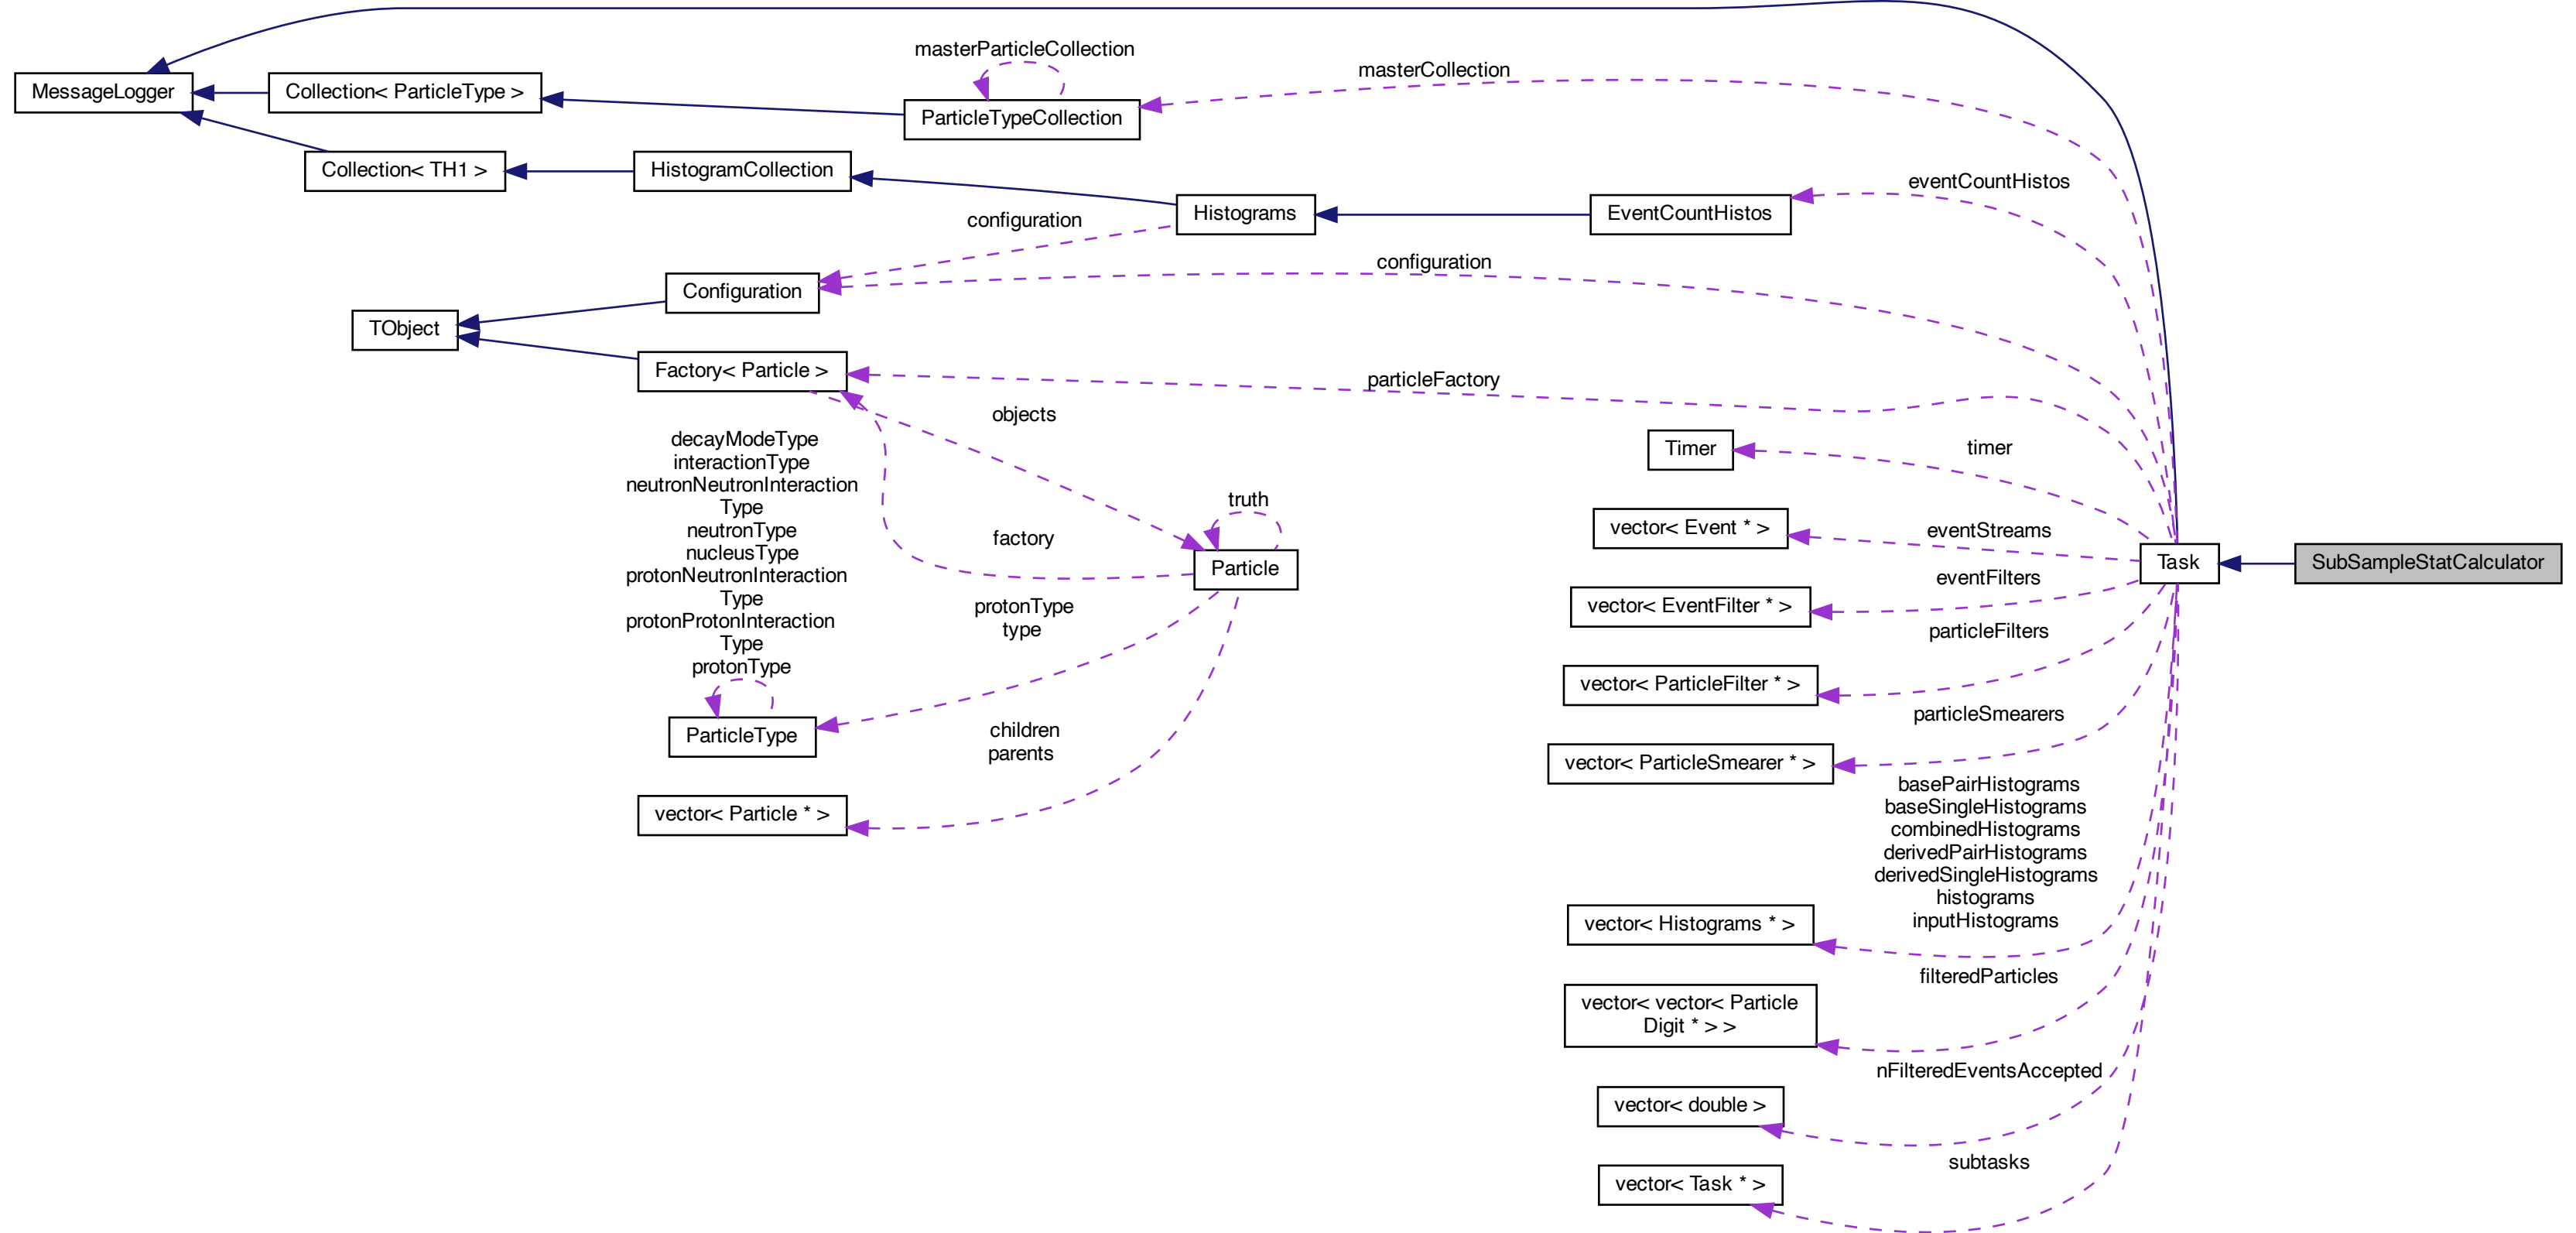 masterParticleCollection
masterCollection
MessageLogger
Collection< ParticleType >
ParticleTypeCollection
Collection< TH1 >
HistogramCollection
eventCountHistos
configuration
Histograms
EventCountHistos
configuration
Configuration
TObject
Factory< Particle >
particleFactory
objects
decayModeType
interactionType
neutronNeutronInteraction
Type
neutronType
nucleusType
protonNeutronInteraction
Type
protonProtonInteraction
Type
protonType
ParticleType
factory
truth
Particle
protonType
type
children
parents
vector< Particle * >
Timer
timer
vector< Event * >
eventStreams
Task
SubSampleStatCalculator
eventFilters
vector< EventFilter * >
particleFilters
vector< ParticleFilter * >
particleSmearers
vector< ParticleSmearer * >
basePairHistograms
baseSingleHistograms
combinedHistograms
derivedPairHistograms
derivedSingleHistograms
histograms
inputHistograms
vector< Histograms * >
filteredParticles
vector< vector< Particle
Digit * > >
nFilteredEventsAccepted
vector< double >
subtasks
vector< Task * >